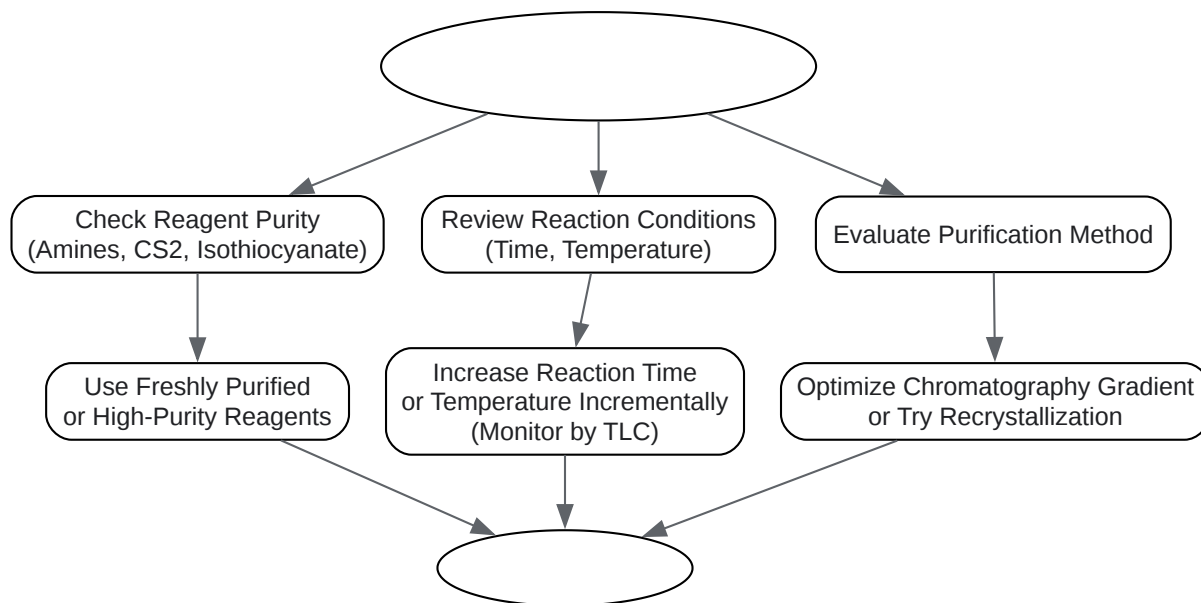 Check Reagent Purity
(Amines, CS2, Isothiocyanate)
Review Reaction Conditions
(Time, Temperature)
Evaluate Purification Method
Use Freshly Purified
or High-Purity Reagents
Increase Reaction Time
or Temperature Incrementally
(Monitor by TLC)
Optimize Chromatography Gradient
or Try Recrystallization